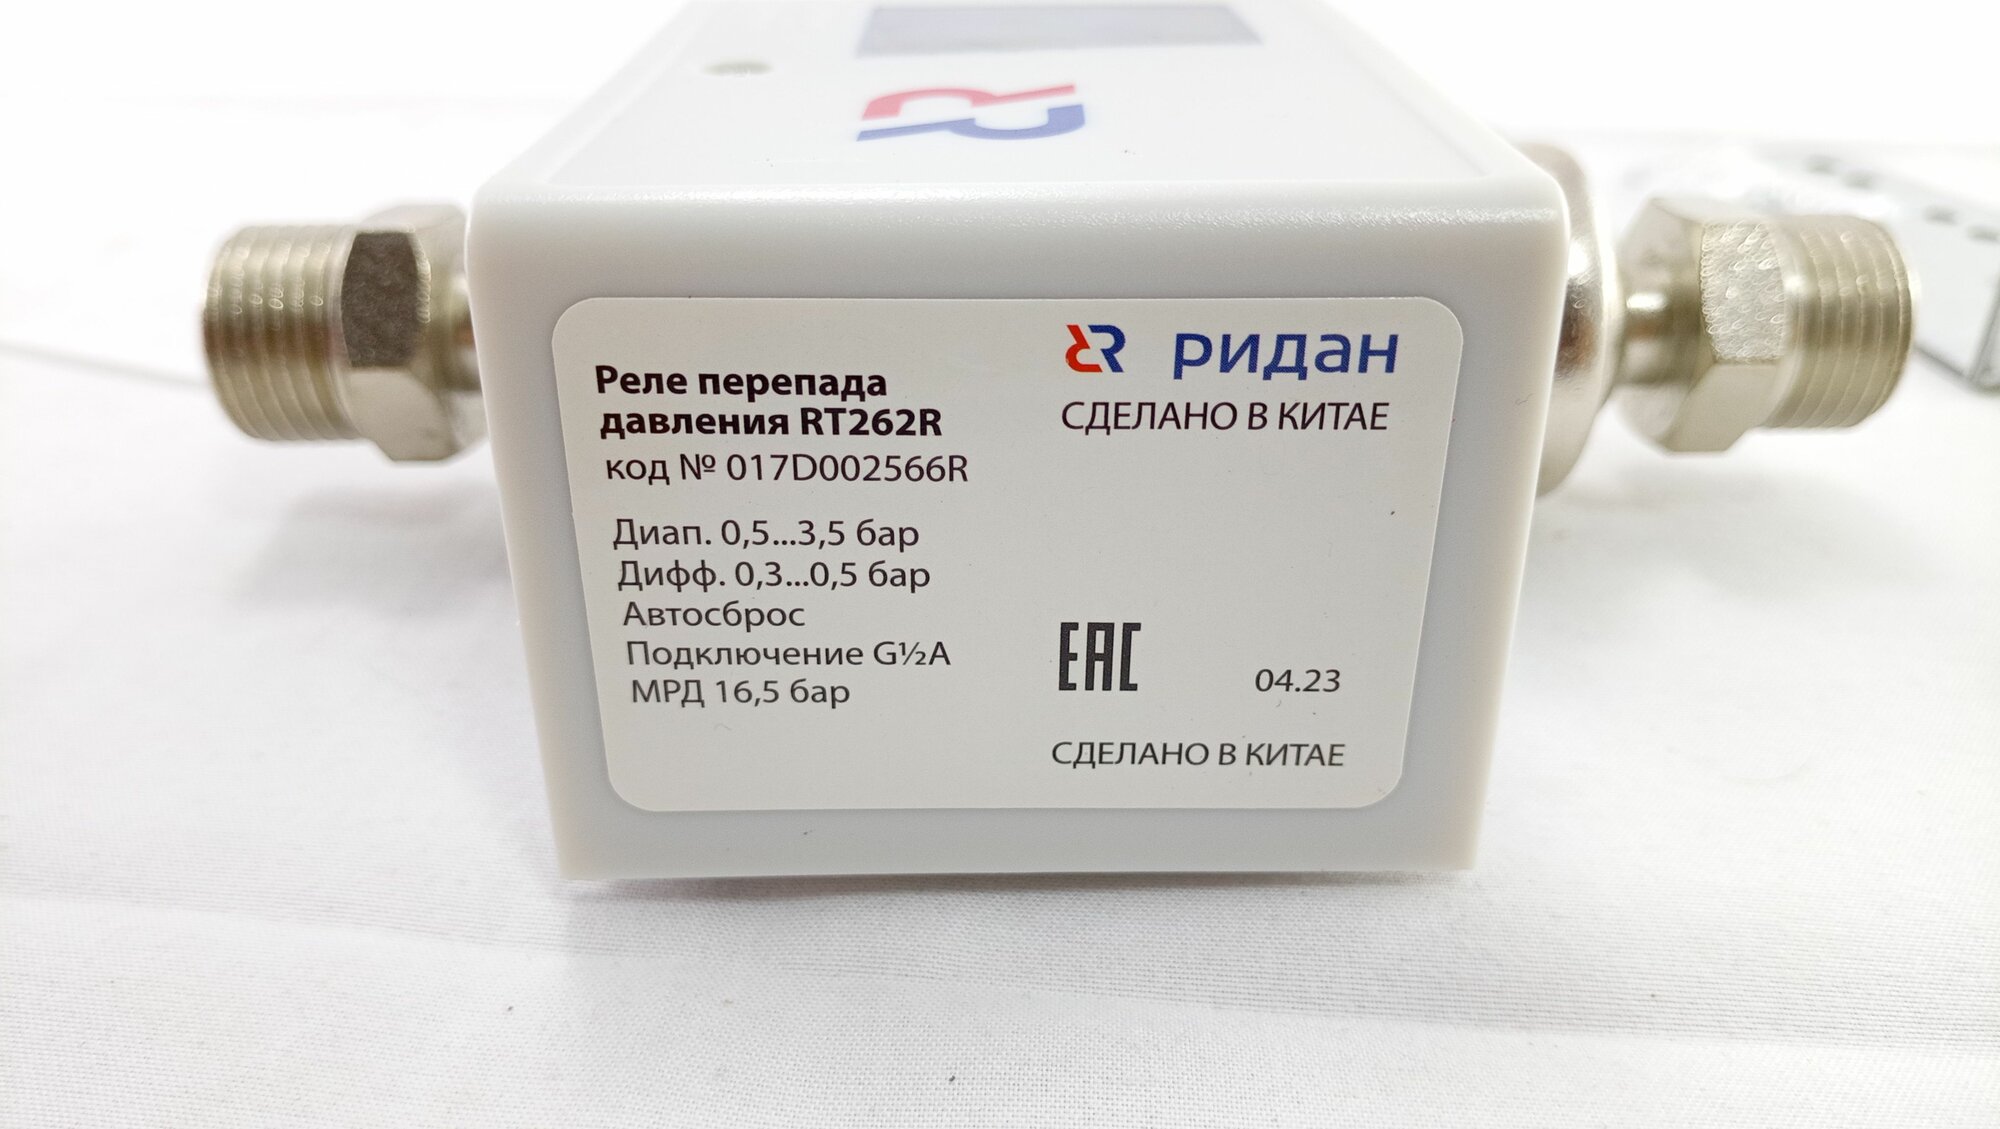 Реле перепада
давления RT262R
код № 017D002566R
Диап. 0,5...3,5 бар
Дифф. 0,3...0,5 бар
Автосброс
Подключение G½A
МРД 16,5 бар
ридан
СДЕЛАНО В КИТАЕ
EAC
04.23
СДЕЛАНО В КИТАЕ